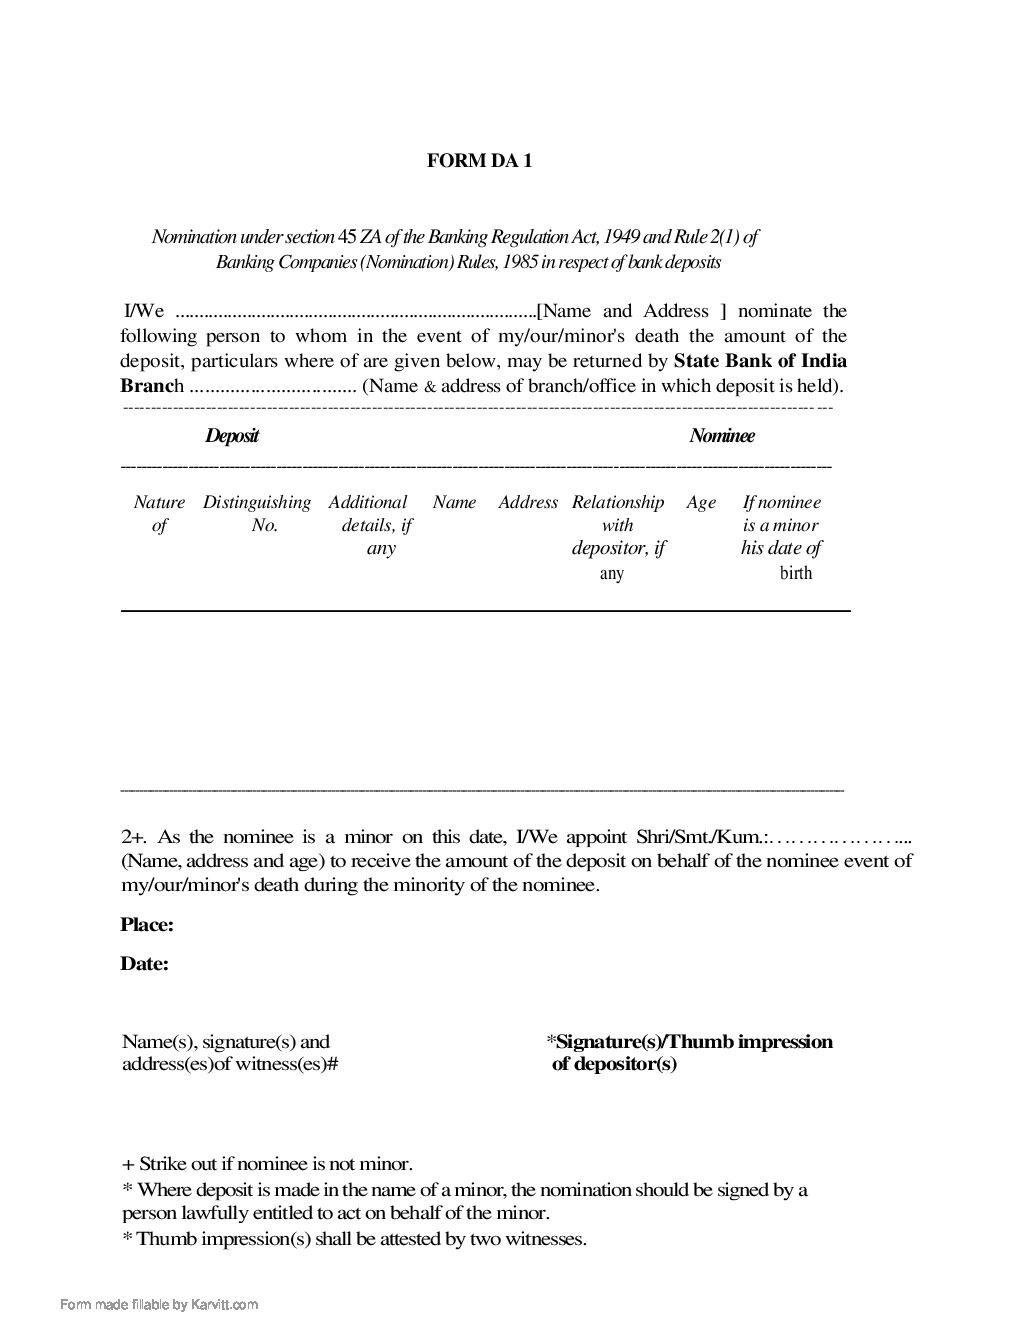 FORM DA 1
Nomination under section 45 ZA of the Banking Regulation Act, 1949 and Rule 2(1) of
Banking Companies (Nomination) Rules, 1985 in respect of bank deposits
I/We ............................................................................[Name and Address ] nominate the
following person to whom in the event of my/our/minor's death the amount of the
deposit, particulars where of are given below, may be returned by State Bank of India
Branch ................................. (Name & address of branch/office in which deposit is held).
Deposit Nominee
Nature Distinguishing Additional Name Address Relationship Age If nominee
of No. details, if with is a minor
any depositor, if his date of
any birth
2+. As the nominee is a minor on this date, I/We appoint Shri/Smt./Kum.:………………....
(Name, address and age) to receive the amount of the deposit on behalf of the nominee event of
my/our/minor's death during the minority of the nominee.
Place:
Date:
Name(s), signature(s) and *Signature(s)/Thumb impression
address(es)of witness(es)# of depositor(s)
+ Strike out if nominee is not minor.
* Where deposit is made in the name of a minor, the nomination should be signed by a
person lawfully entitled to act on behalf of the minor.
* Thumb impression(s) shall be attested by two witnesses.
Form made fillable by Karvitt.com